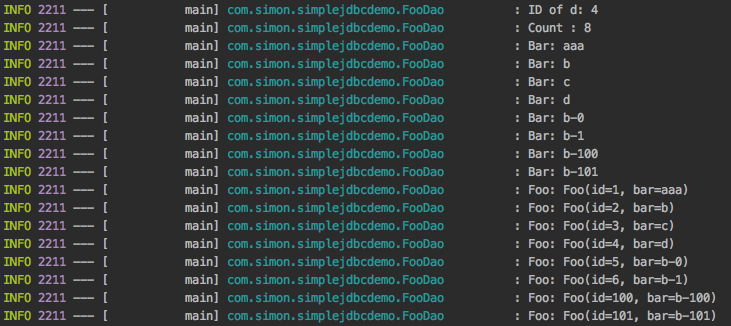 INFO 2211 --- [           main] com.simon.simplejdbcdemo.FooDao          : ID of d: 4
INFO 2211 --- [           main] com.simon.simplejdbcdemo.FooDao          : Count : 8
INFO 2211 --- [           main] com.simon.simplejdbcdemo.FooDao          : Bar: aaa
INFO 2211 --- [           main] com.simon.simplejdbcdemo.FooDao          : Bar: b
INFO 2211 --- [           main] com.simon.simplejdbcdemo.FooDao          : Bar: c
INFO 2211 --- [           main] com.simon.simplejdbcdemo.FooDao          : Bar: d
INFO 2211 --- [           main] com.simon.simplejdbcdemo.FooDao          : Bar: b-0
INFO 2211 --- [           main] com.simon.simplejdbcdemo.FooDao          : Bar: b-1
INFO 2211 --- [           main] com.simon.simplejdbcdemo.FooDao          : Bar: b-100
INFO 2211 --- [           main] com.simon.simplejdbcdemo.FooDao          : Bar: b-101
INFO 2211 --- [           main] com.simon.simplejdbcdemo.FooDao          : Foo: Foo(id=1, bar=aaa)
INFO 2211 --- [           main] com.simon.simplejdbcdemo.FooDao          : Foo: Foo(id=2, bar=b)
INFO 2211 --- [           main] com.simon.simplejdbcdemo.FooDao          : Foo: Foo(id=3, bar=c)
INFO 2211 --- [           main] com.simon.simplejdbcdemo.FooDao          : Foo: Foo(id=4, bar=d)
INFO 2211 --- [           main] com.simon.simplejdbcdemo.FooDao          : Foo: Foo(id=5, bar=b-0)
INFO 2211 --- [           main] com.simon.simplejdbcdemo.FooDao          : Foo: Foo(id=6, bar=b-1)
INFO 2211 --- [           main] com.simon.simplejdbcdemo.FooDao          : Foo: Foo(id=100, bar=b-100)
INFO 2211 --- [           main] com.simon.simplejdbcdemo.FooDao          : Foo: Foo(id=101, bar=b-101)